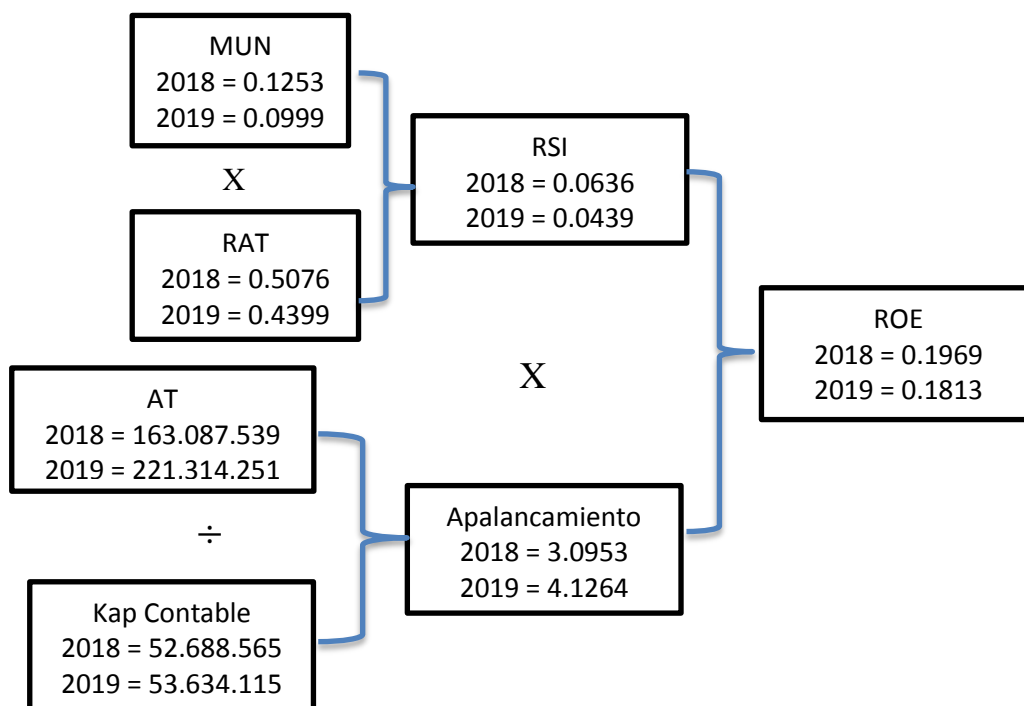 MUN
2018 = 0.1253
2019 = 0.0999
X
RAT
2018 = 0.5076
2019 = 0.4399
RSI
2018 = 0.0636
2019 = 0.0439
X
ROE
2018 = 0.1969
2019 = 0.1813
AT
2018 = 163.087.539
2019 = 221.314.251
÷
Kap Contable
2018 = 52.688.565
2019 = 53.634.115
Apalancamiento
2018 = 3.0953
2019 = 4.1264